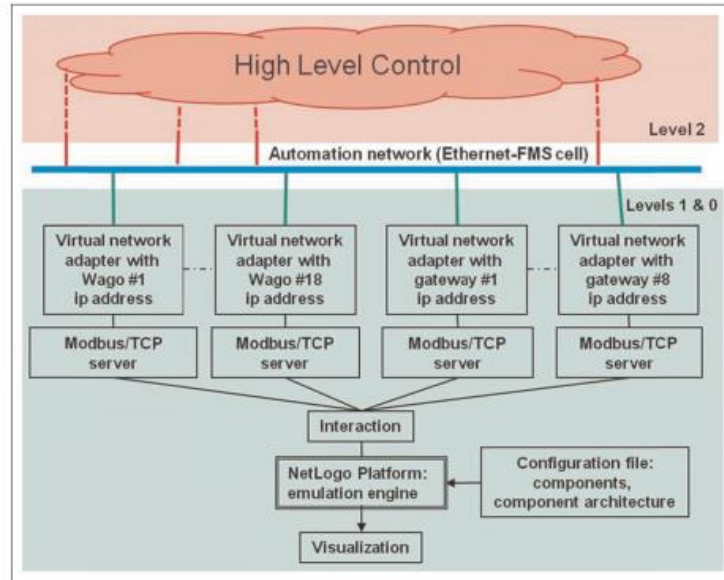 High Level Control
Level 2
Automation network (Ethernet-FMS cell)
Levels 1 & 0
Virtual network
adapter with
Wago #1
ip address
Virtual network
adapter with
Wago #18
ip address
Virtual network
adapter with
gateway #1
ip address
Virtual network
adapter with
gateway #8
ip address
Modbus/TCP
server
Modbus/TCP
server
Modbus/TCP
server
Modbus/TCP
server
Interaction
NetLogo Platform:
emulation engine
Configuration file:
components,
component architecture
Visualization